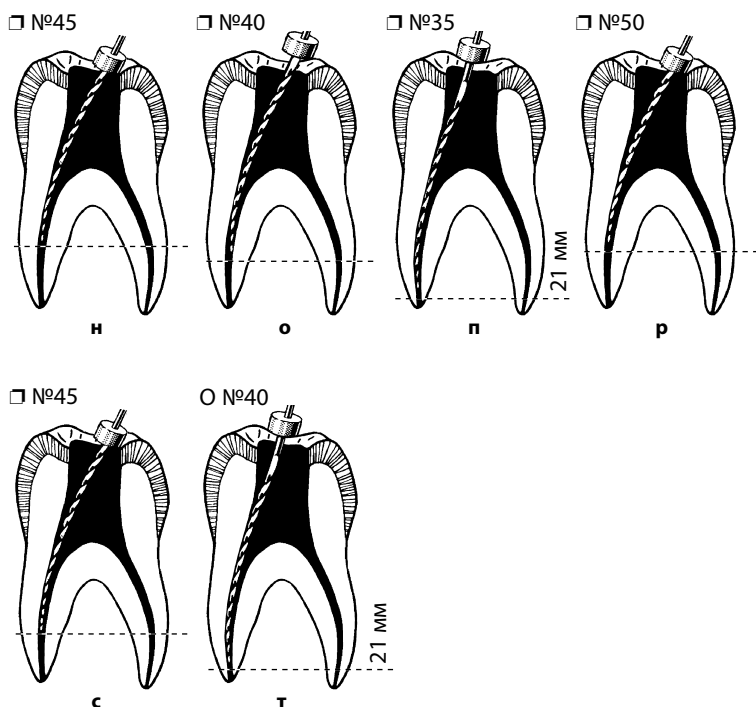 ❒ №45
❒ №40
❒ №35
❒ №50
21 мм
н
о
п
р
❒ №45
О №40
21 мм
с
т